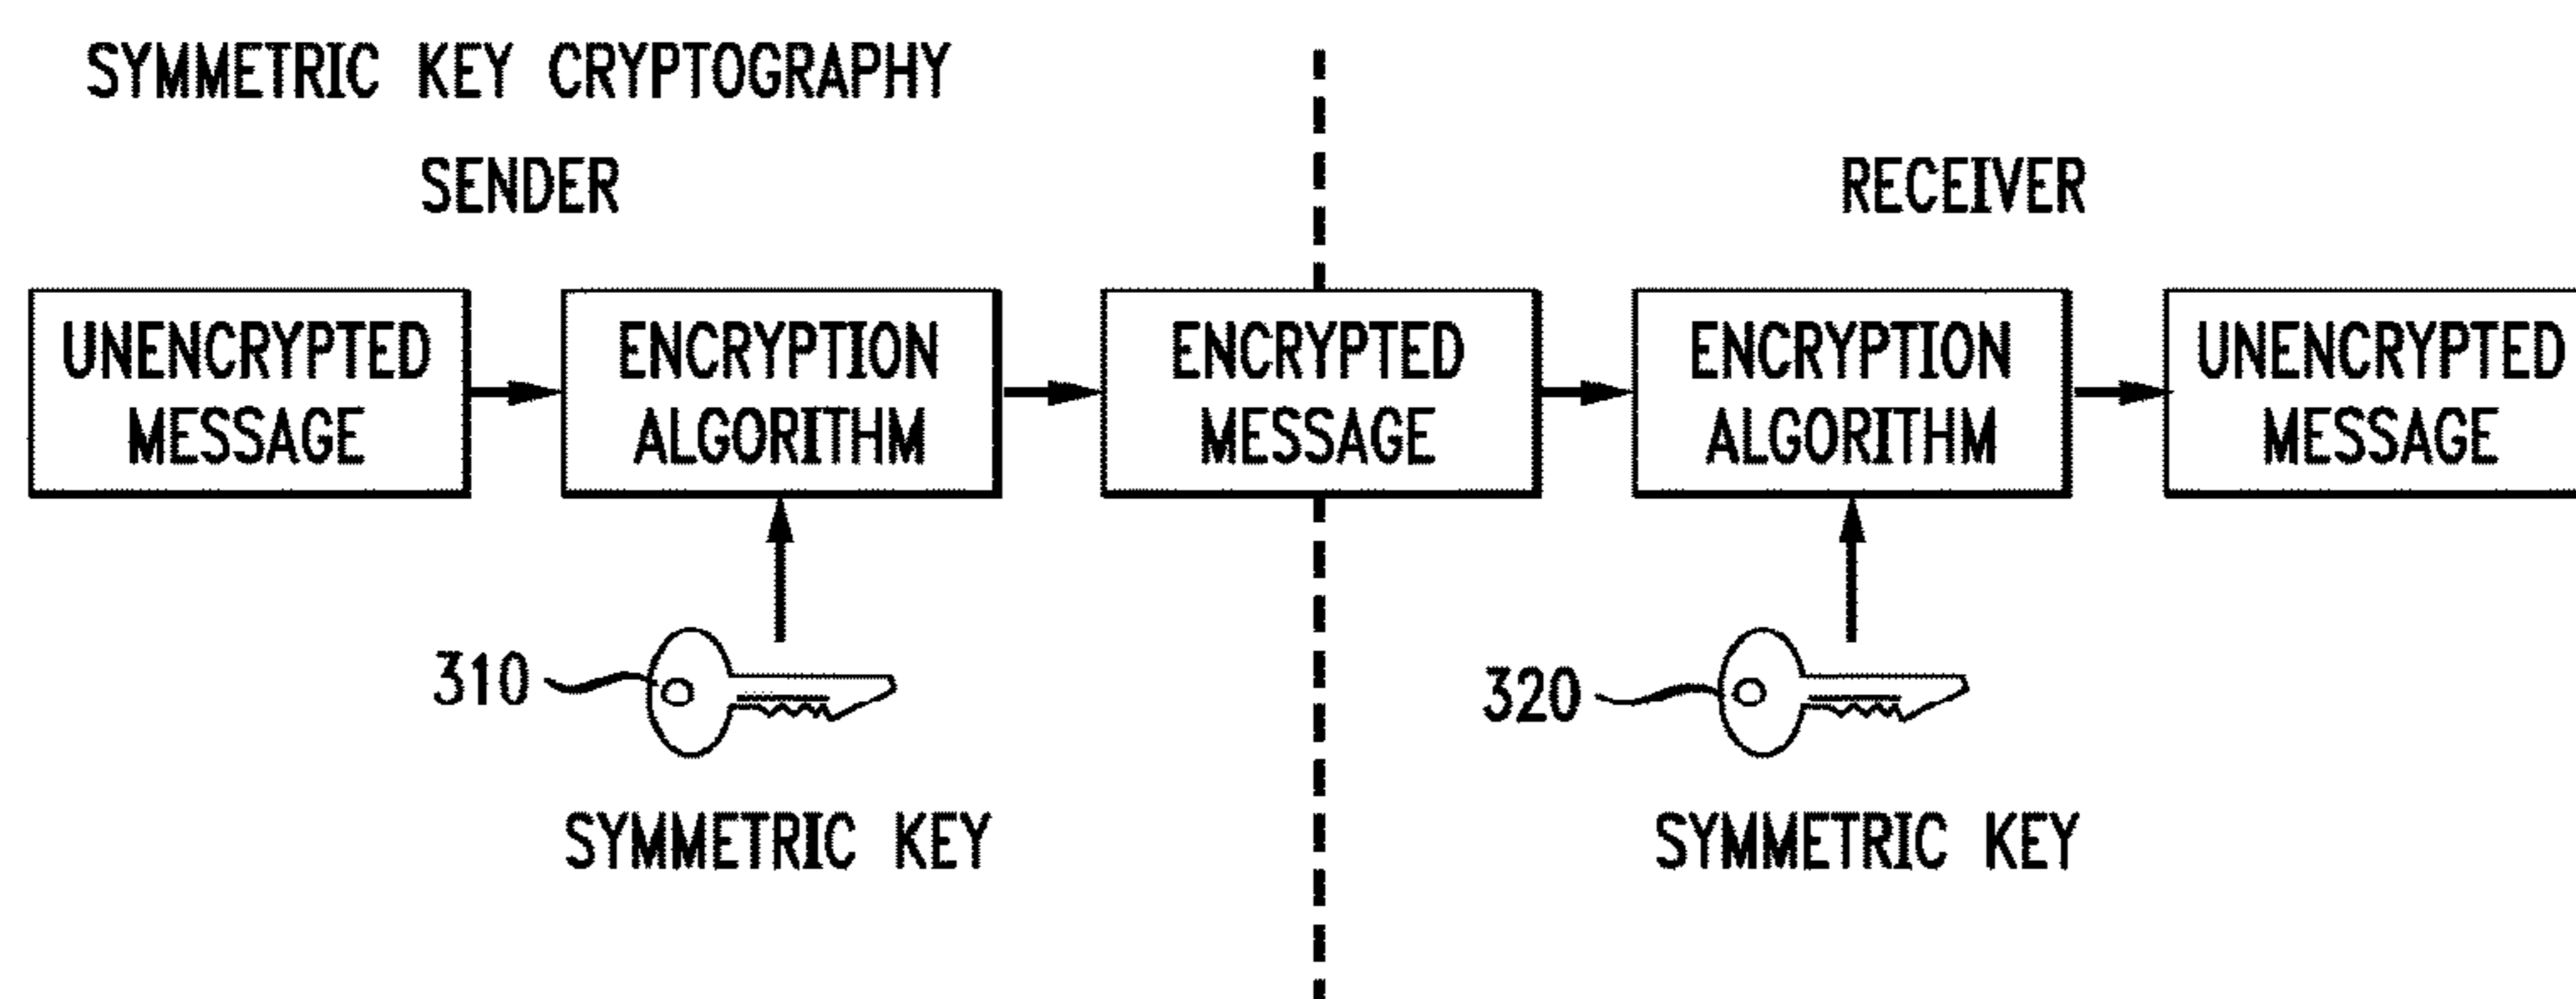 SYMMETRIC KEY CRYPTOGRAPHY
SENDER
RECEIVER
UNENCRYPTED
MESSAGE
ENCRYPTION
ALGORITHM
ENCRYPTED
MESSAGE
ENCRYPTION
ALGORITHM
UNENCRYPTED
MESSAGE
310
SYMMETRIC KEY
320
SYMMETRIC KEY